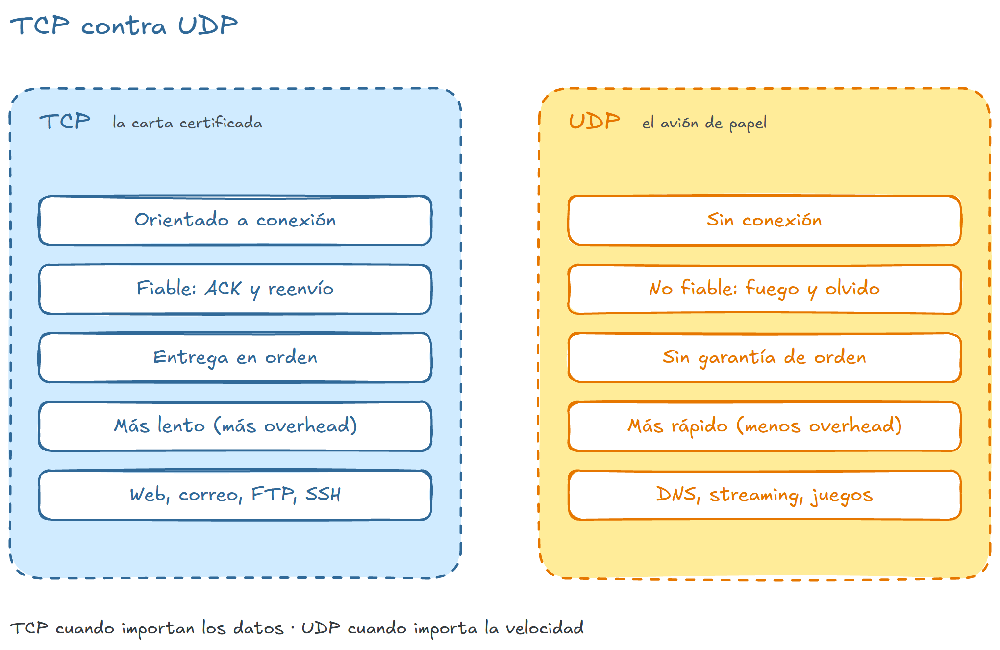 TCP contra UDP
TCP la carta certificada
Orientado a conexión
Fiable: ACK y reenvío
Entrega en orden
Más lento (más overhead)
Web, correo, FTP, SSH
UDP el avión de papel
Sin conexión
No fiable: fuego y olvido
Sin garantía de orden
Más rápido (menos overhead)
DNS, streaming, juegos
TCP cuando importan los datos · UDP cuando importa la velocidad